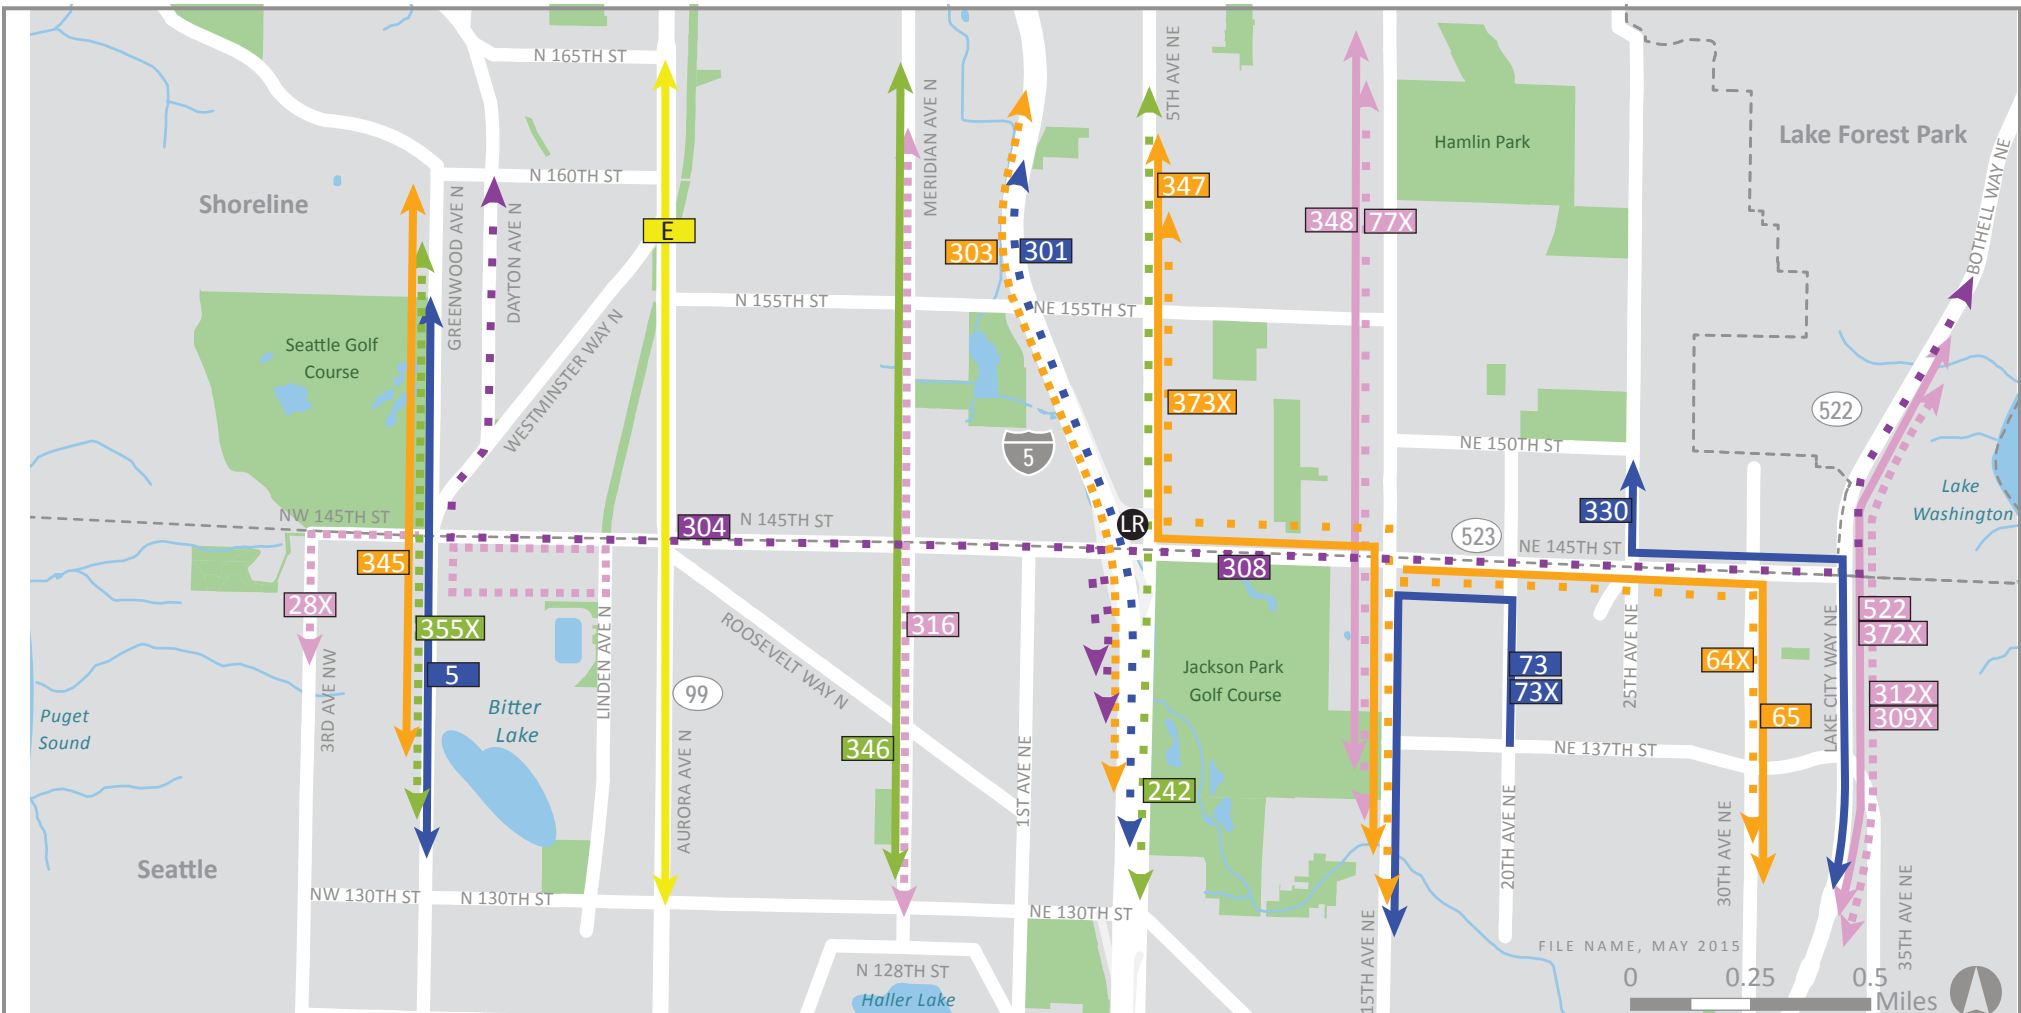 N 165TH ST
5TH AVE NE
MERIDIAN AVE N
Hamlin Park
Lake Forest Park
BOTHELL WAY NE
N 160TH ST
Shoreline
GREENWOOD AVE N
DAYTON AVE N
347
348
77X
E
303
301
N 155TH ST
NE 155TH ST
WESTMINSTER WAY N
Seattle Golf
Course
373X
522
5
NE 150TH ST
Lake
Washington
NW 145TH ST
304
N 145TH ST
LR
330
523
NE 145TH ST
345
308
28X
355X
316
ROOSEVELT WAY N
LINDEN AVE N
25TH AVE NE
LAKE CITY WAY NE
522
372X
5
Jackson Park
Golf Course
73
73X
64X
65
312X
309X
3RD AVE NW
Puget
Sound
Bitter
Lake
99
346
AURORA AVE N
1ST AVE NE
242
NE 137TH ST
20TH AVE NE
30TH AVE NE
35TH AVE NE
Seattle
NW 130TH ST
N 130TH ST
NE 130TH ST
15TH AVE NE
N 128TH ST
Haller Lake
FILE NAME, MAY 2015
0 0.25 0.5
Miles